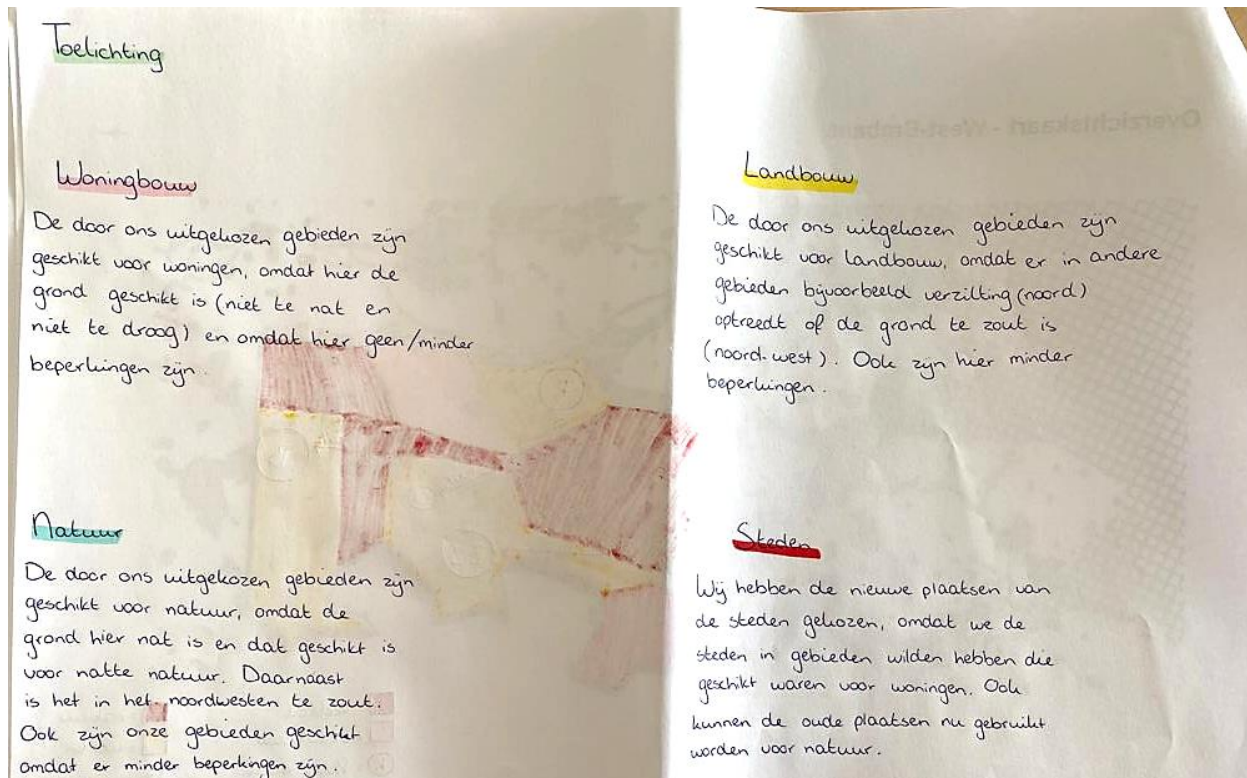 Toelichting
Woningbouw
De door ons uitgekozen gebieden zijn
geschikt voor woningen, omdat hier de
grond geschikt is (niet te nat en
niet te droog) en omdat hier geen/minder
beperkingen zijn.
Natuur
De door ons uitgekozen gebieden zijn
geschikt voor natuur, omdat de
grond hier nat is en dat geschikt is
voor natte natuur. Daarnaast
is het in het noordwesten te zout.
Ook zijn onze gebieden geschikt
omdat er minder beperkingen zijn.
Overzichtskaart - West-Brabant
Landbouw
De door ons uitgekozen gebieden zijn
geschikt voor landbouw, omdat er in andere
gebieden bijvoorbeeld verzilting (noord)
optreedt of de grond te zout is
(noord-west). Ook zijn hier minder
beperkingen.
Steden
Wij hebben de nieuwe plaatsen van
de steden gekozen, omdat we de
steden in gebieden wilden hebben die
geschikt waren voor woningen. Ook
kunnen de oude plaatsen nu gebruikt
worden voor natuur.